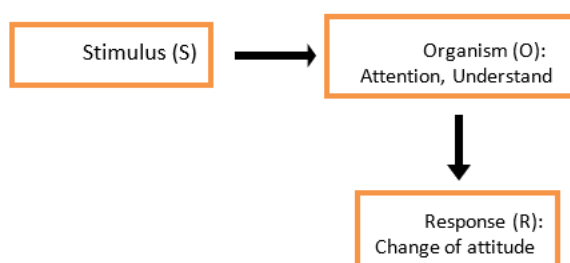 Stimulus (S)
Organism (O):
Attention, Understand
Response (R):
Change of attitude